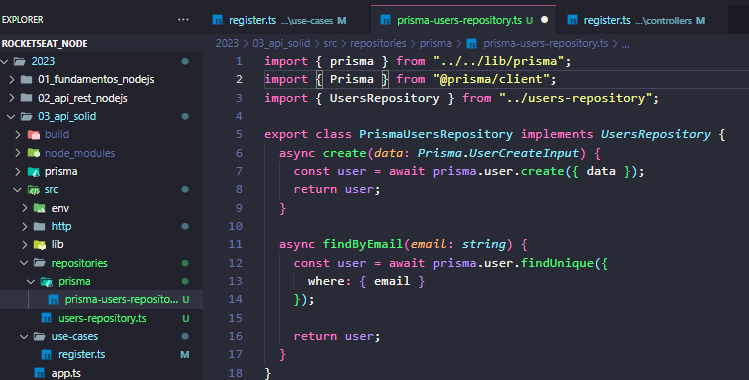 EXPLORER
ROCKETSEAT_NODE
2023
01_fundamentos_nodejs
02_api_rest_nodejs
03_api_solid
build
node_modules
prisma
src
env
http
lib
repositories
prisma
prisma-users-reposito... U
users-repository.ts U
use-cases
register.ts M
app.ts
register.ts ...\use-cases M
prisma-users-repository.ts U
register.ts ...\controllers
2023 > 03_api_solid > src > repositories > prisma > prisma-users-repository.ts > ...
1 import { prisma } from "../../lib/prisma";
2 import { Prisma } from "@prisma/client";
3 import { UsersRepository } from "../users-repository";
4
5 export class PrismaUsersRepository implements UsersRepository {
6 async create(data: Prisma.UserCreateInput) {
7 const user = await prisma.user.create({ data });
8 return user;
9 }
10
11 async findByEmail(email: string) {
12 const user = await prisma.user.findUnique({
13 where: { email }
14 });
15
16 return user;
17 }
18 }